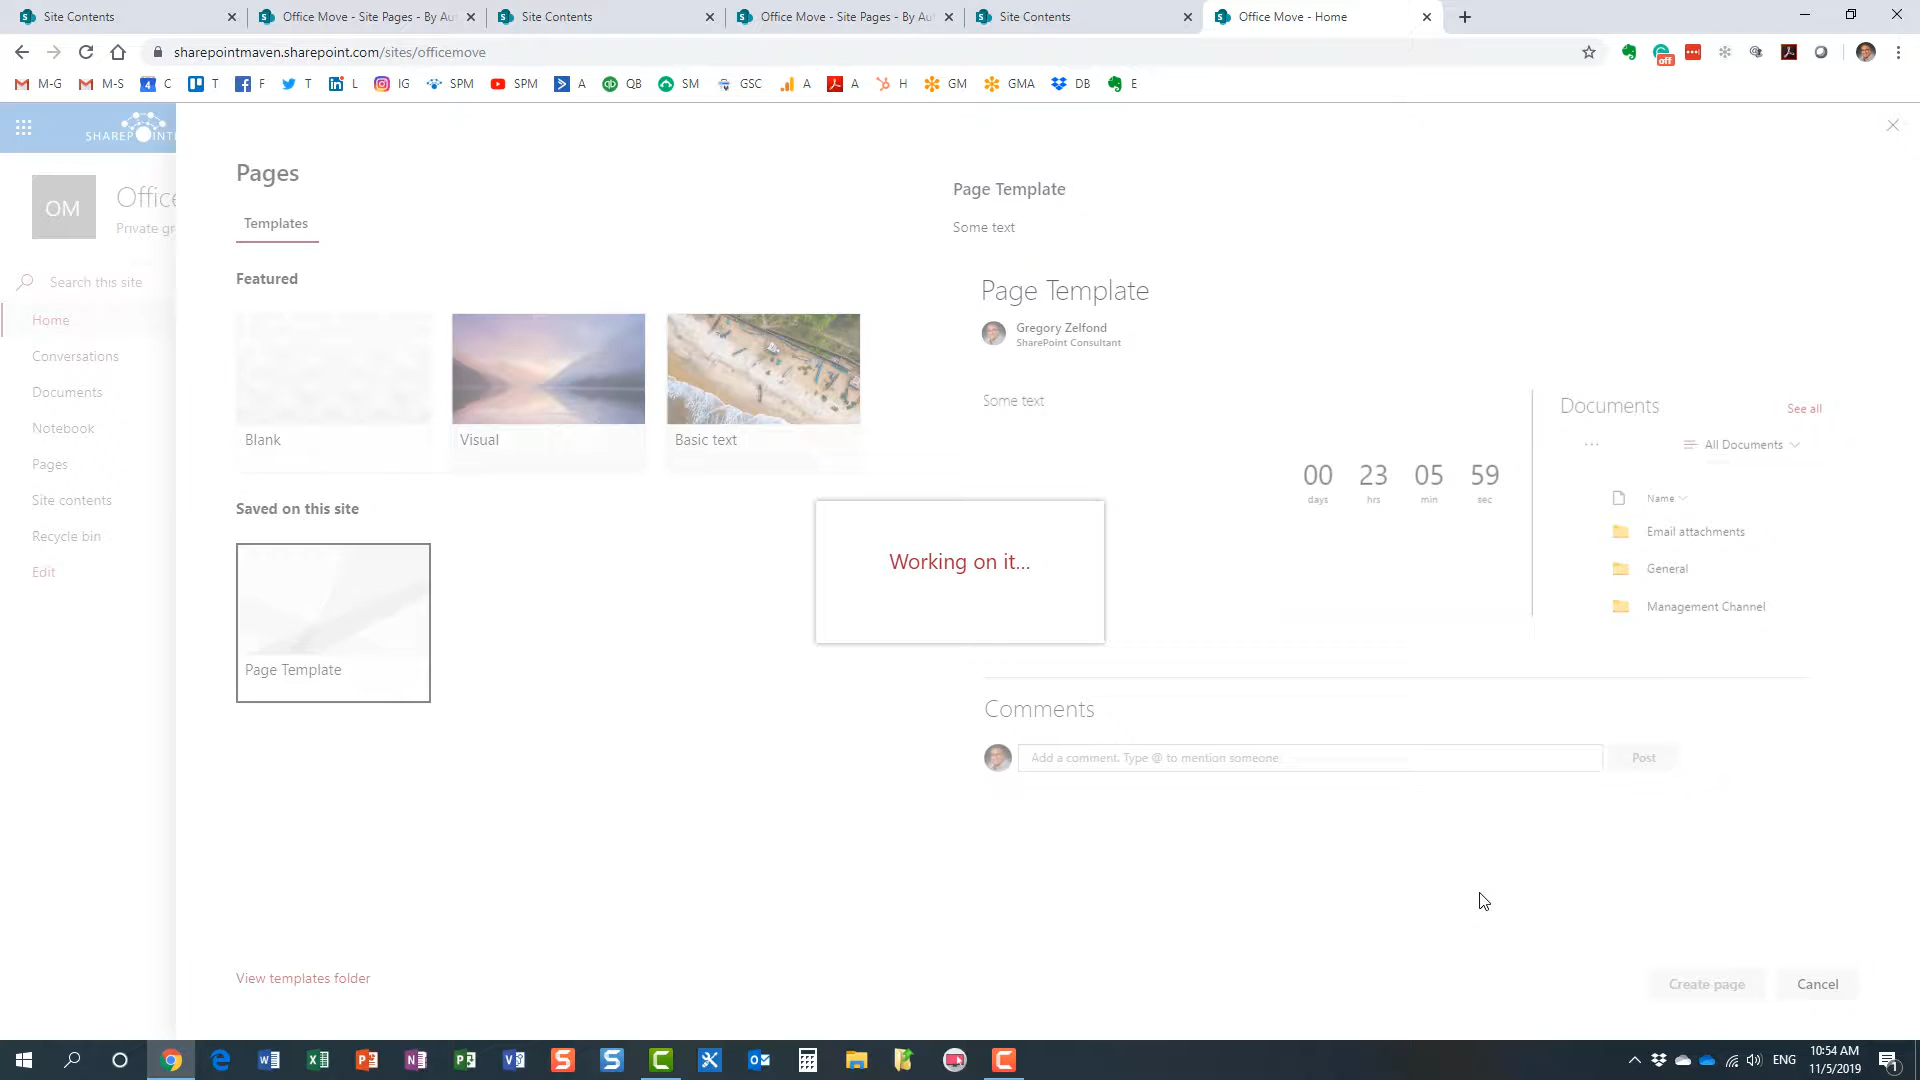 Site Contents
Office Move - Site Pages - By Au
Site Contents
Office Move - Site Pages - By Au
Site Contents
Office Move - Home
sharepointmaven.sharepoint.com/sites/officemove
off
M-G
M-S
4
C
T
F
T
L
IG
SPM
SPM
A
QB
SM
GSC
A
A
H
GM
GMA
DB
E
SHAREPOINT
OM
Office
Private gr
Search this site
Home
Conversations
Documents
Notebook
Pages
Site contents
Recycle bin
Edit
Pages
Templates
Featured
Blank
Visual
Basic text
Saved on this site
Page Template
View templates folder
Page Template
Some text
Page Template
Gregory Zelfond
SharePoint Consultant
Some text
00 23 05 59
days hrs min sec
Documents
See all
All Documents
Name
Email attachments
General
Management Channel
Working on it...
Comments
Add a comment. Type @ to mention someone
Post
Create page
Cancel
ENG
10:54 AM
11/5/2019
1